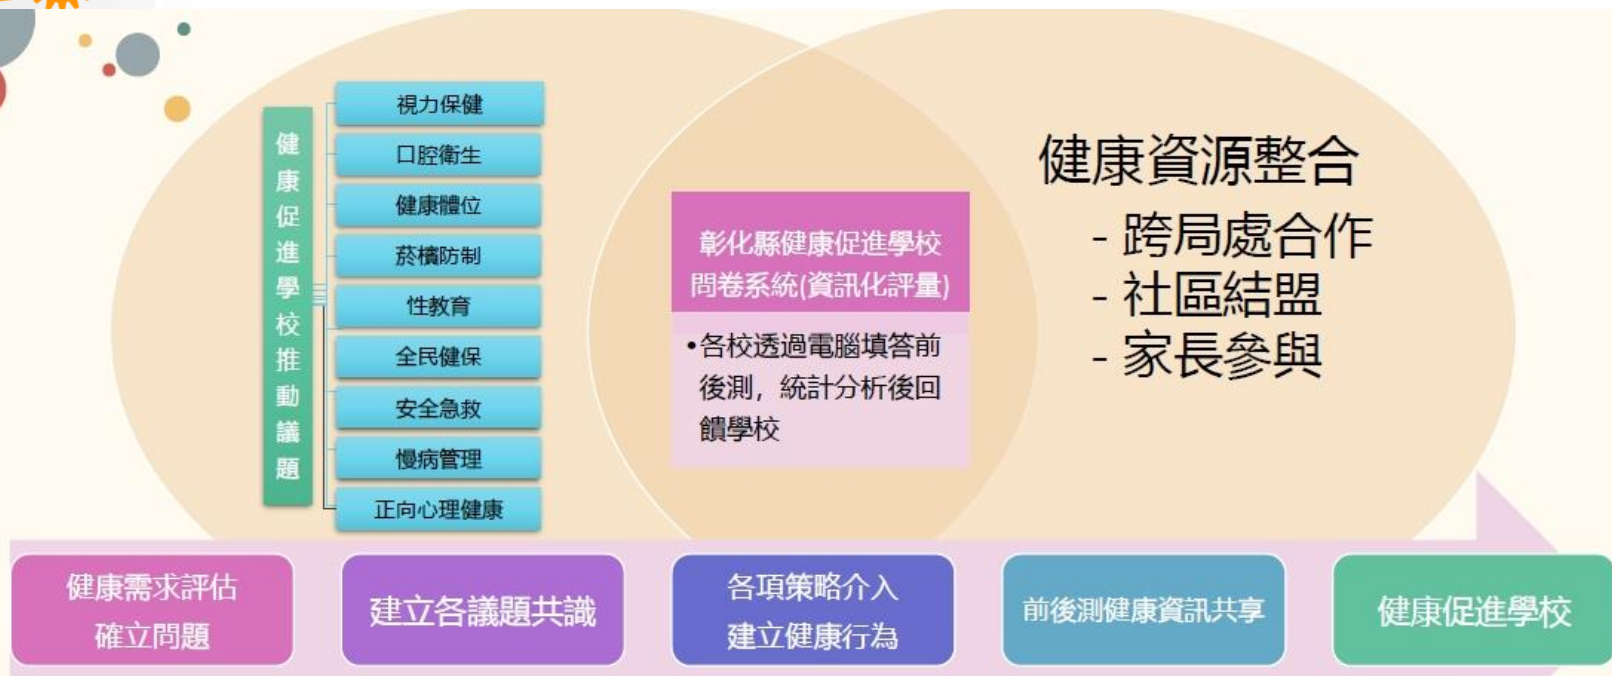 健康促進學校推動議題
視力保健
口腔衛生
健康體位
菸檳防制
性教育
全民健保
安全急救
慢病管理
正向心理健康
彰化縣健康促進學校
問卷系統(資訊化評量)
•各校透過電腦填答前
後測，統計分析後回
饋學校
健康資源整合
- 跨局處合作
- 社區結盟
- 家長參與
健康需求評估
確立問題
建立各議題共識
各項策略介入
建立健康行為
前後測健康資訊共享
健康促進學校